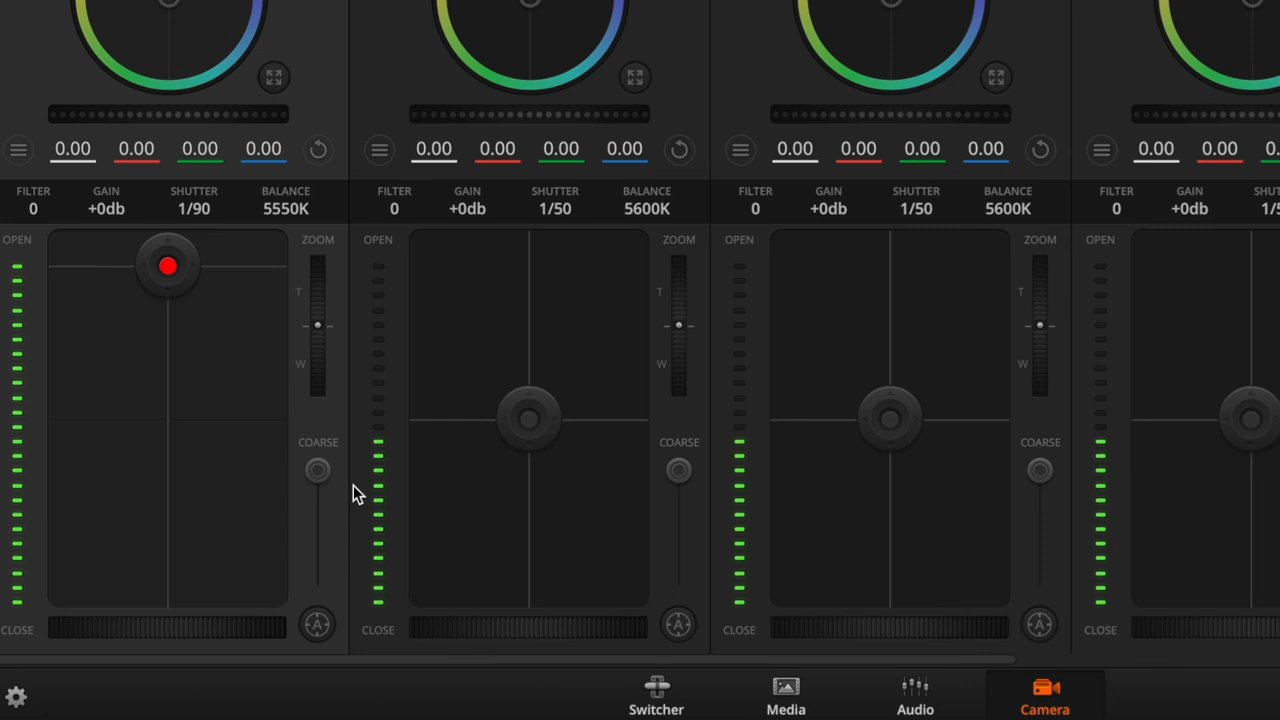 0.00 0.00 0.00 0.00 0.00 0.00 0.00 0.00 0.00 0.00 0.00 0.00 0.00 0.00
FILTER GAIN SHUTTER BALANCE FILTER GAIN SHUTTER BALANCE FILTER GAIN SHUTTER BALANCE FILTER GAIN
0 +0db 1/90 5550K 0 +0db 1/50 5600K 0 +0db 1/50 5600K 0 +0db
OPEN ZOOM OPEN ZOOM OPEN ZOOM OPEN
T T T
W W W
COARSE COARSE COARSE
A A A
CLOSE CLOSE CLOSE CLOSE
Switcher Media Audio Camera